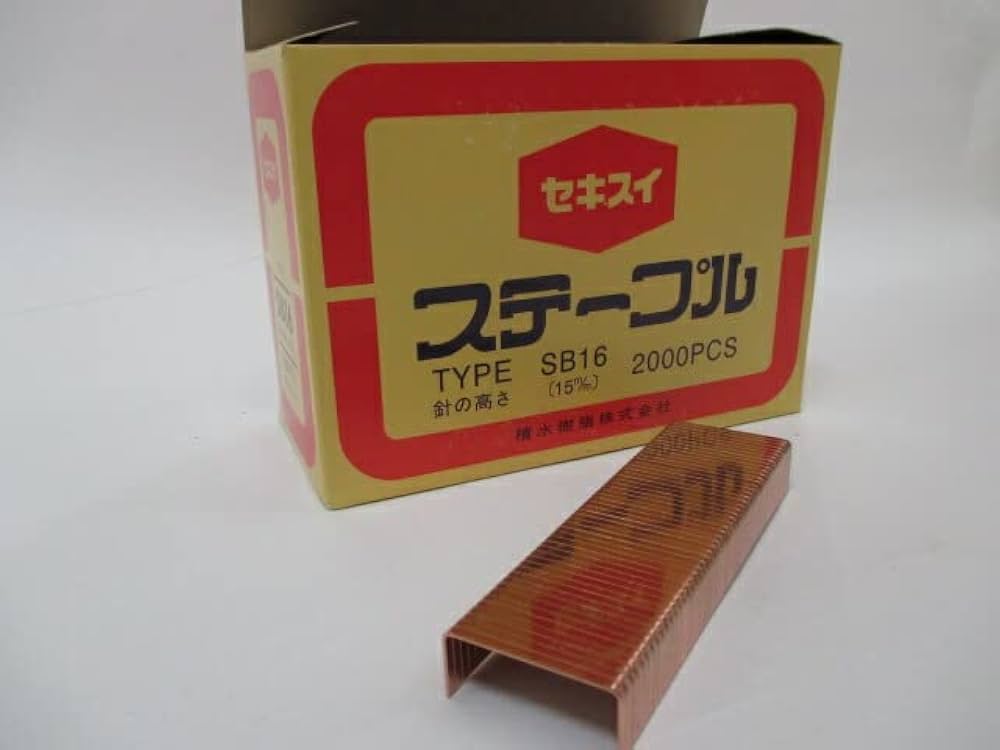 セキスイ
ステープル
TYPE SB16 2000PCS
針の高さ (15m/m)
積水樹脂株式会社